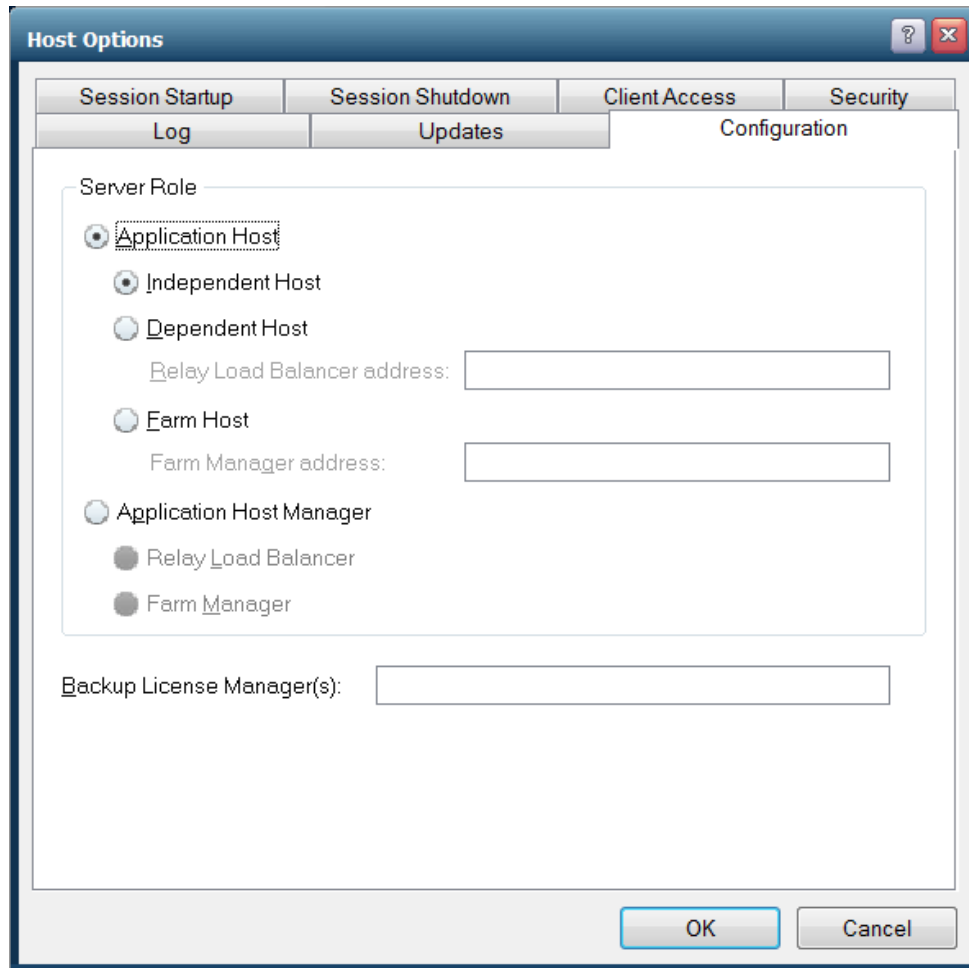 Host Options
?
Session Startup Session Shutdown Client Access Security
Log Updates Configuration
Server Role
Application Host
Independent Host
Dependent Host
Relay Load Balancer address:
Farm Host
Farm Manager address:
Application Host Manager
Relay Load Balancer
Farm Manager
Backup License Manager(s):
OK Cancel